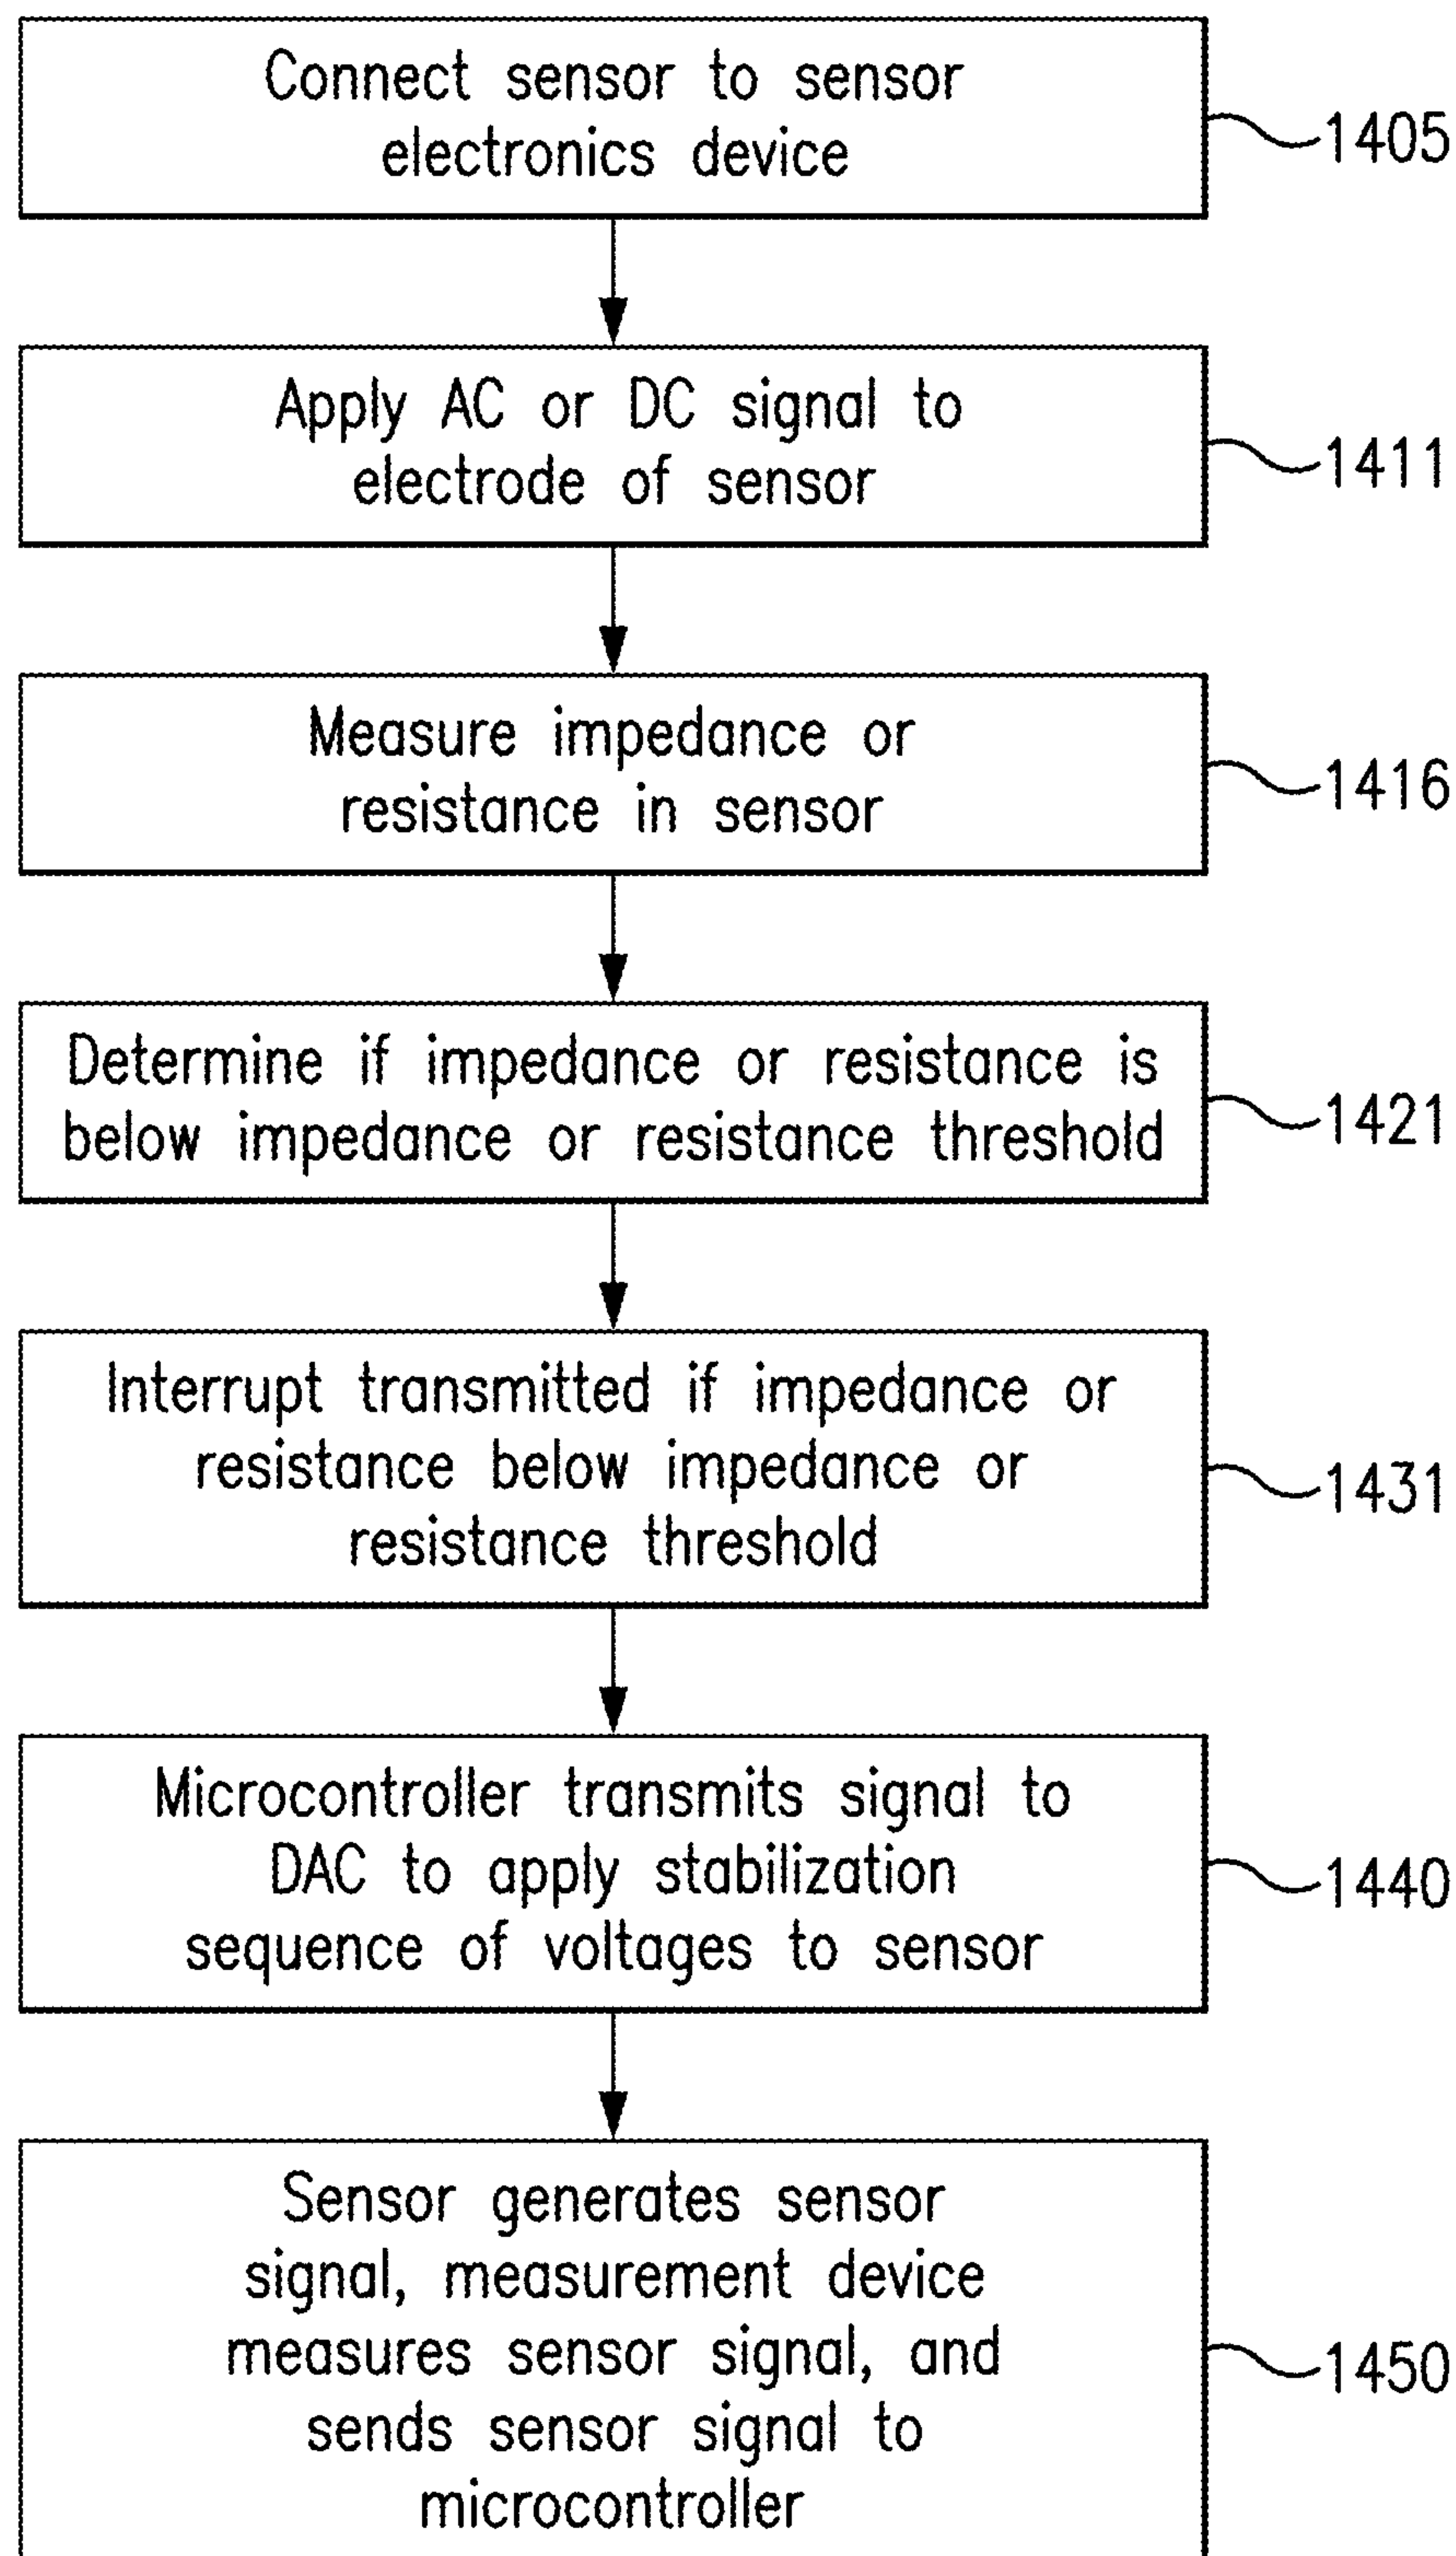 Connect sensor to sensor
electronics device
1405
Apply AC or DC signal to
electrode of sensor
1411
Measure impedance or
resistance in sensor
1416
Determine if impedance or resistance is
below impedance or resistance threshold
1421
Interrupt transmitted if impedance or
resistance below impedance or
resistance threshold
1431
Microcontroller transmits signal to
DAC to apply stabilization
sequence of voltages to sensor
1440
Sensor generates sensor
signal, measurement device
measures sensor signal, and
sends sensor signal to
microcontroller
1450